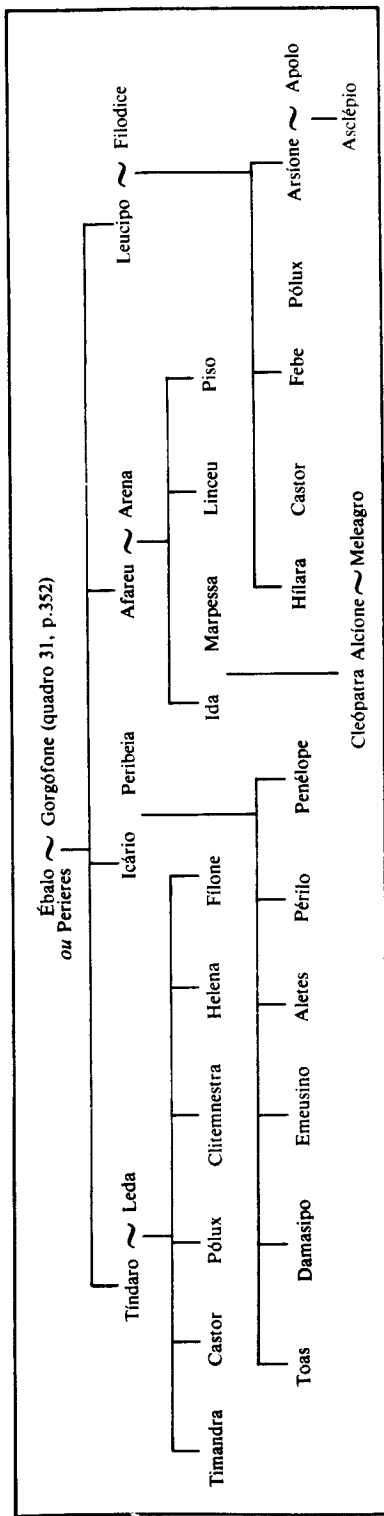 Ébalo ~ Gorgófone (quadro 31, p.352)
ou Perieres
Tíndaro ~ Leda Icário Peribeia Afareu ~ Arena Leucipo ~ Filodice
Timandra Castor Pólux Clitemnestra Helena Filone Ida Marpessa Linceu Piso Hílara Castor Febe Pólux Arsíone ~ Apolo
Toas Damasipo Emeusino Aletes Périlo Penélope Cleópatra Alcíone ~ Meleagro Asclépio